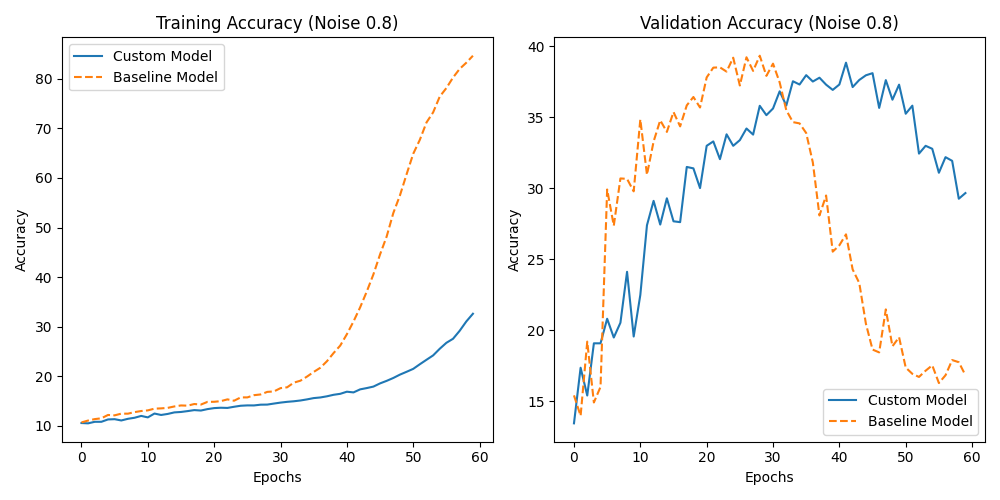 Training Accuracy (Noise 0.8)
Custom Model
Baseline Model
Accuracy
80
70
60
50
40
30
20
10
0
10
20
30
40
50
60
Epochs
Validation Accuracy (Noise 0.8)
Accuracy
40
35
30
25
20
15
Custom Model
Baseline Model
0
10
20
30
40
50
60
Epochs